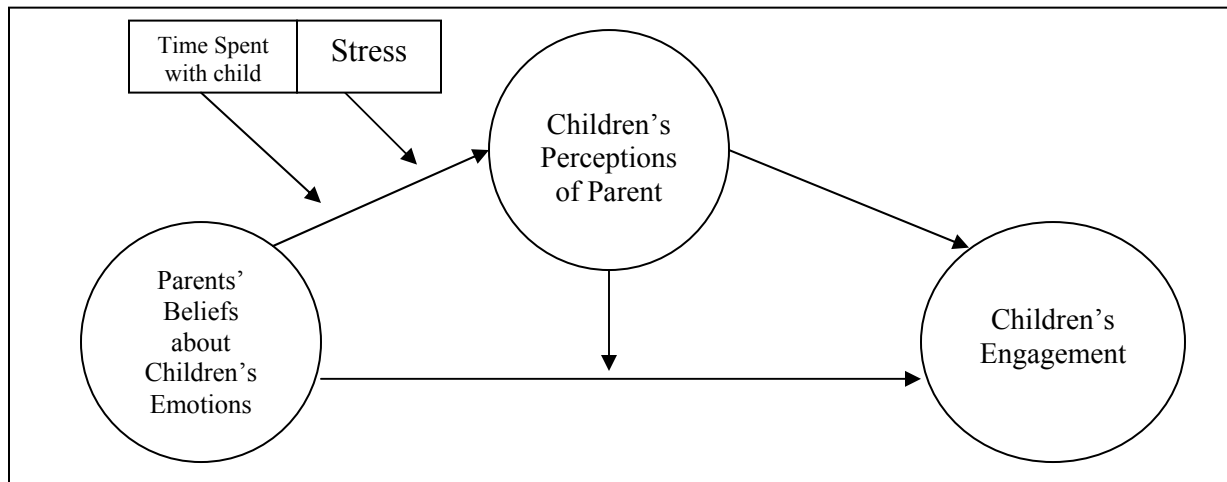 Time Spent
with child
Stress
Children’s
Perceptions
of Parent
Parents’
Beliefs
about
Children’s
Emotions
Children’s
Engagement